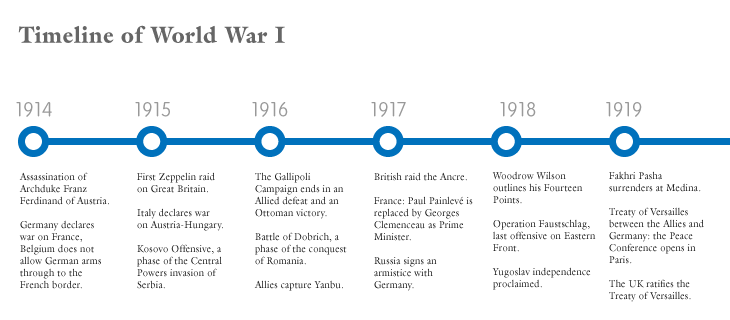 Timeline of World War I
1914
1915
1916
1917
1918
1919
Assassination of
Archduke Franz
Ferdinand of Austria.
Germany declares
war on France,
Belgium does not
allow German arms
through to the
French border.
First Zeppelin raid
on Great Britain.
Italy declares war
on Austria-Hungary.
Kosovo Offensive, a
phase of the Central
Powers invasion of
Serbia.
The Gallipoli
Campaign ends in an
Allied defeat and an
Ottoman victory.
Battle of Dobrich, a
phase of the conquest
of Romania.
Allies capture Yanbu.
British raid the Ancre.
France: Paul Painlevé is
replaced by Georges
Clemenceau as Prime
Minister.
Russia signs an
armistice with
Germany.
Woodrow Wilson
outlines his Fourteen
Points.
Operation Faustschlag,
last offensive on Eastern
Front.
Yugoslav independence
proclaimed.
Fakhri Pasha
surrenders at Medina.
Treaty of Versailles
between the Allies and
Germany: the Peace
Conference opens in
Paris.
The UK ratifies the
Treaty of Versailles.